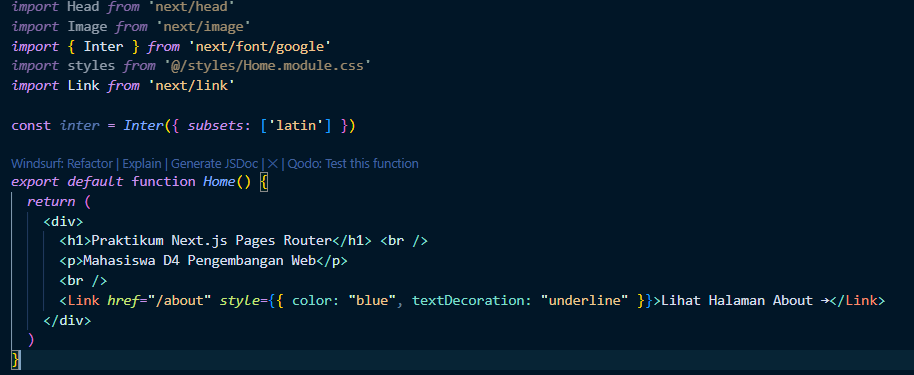 import Head from 'next/head'
import Image from 'next/image'
import { Inter } from 'next/font/google'
import styles from '@/styles/Home.module.css'
import Link from 'next/link'
const inter = Inter({ subsets: ['latin'] })
Windsurf: Refactor | Explain | Generate JSDoc | × | Qodo: Test this function
export default function Home() {
return (
<div>
<h1>Praktikum Next.js Pages Router</h1> <br />
<p>Mahasiswa D4 Pengembangan Web</p>
<br />
<Link href="/about" style={{ color: "blue", textDecoration: "underline" }}>Lihat Halaman About →</Link>
</div>
)
}